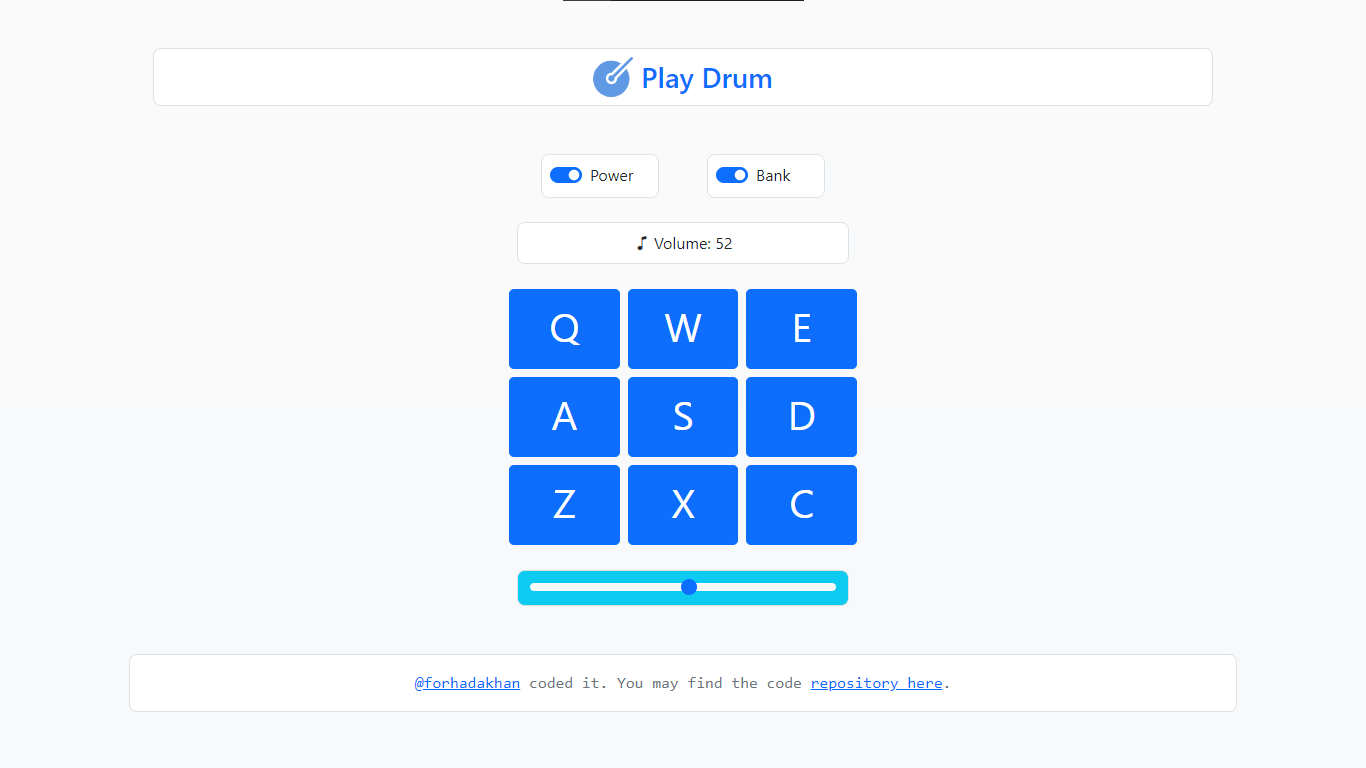 Play Drum
Power
Bank
Volume: 52
Q W E
A S D
Z X C
@forhadakhan coded it. You may find the code repository here.